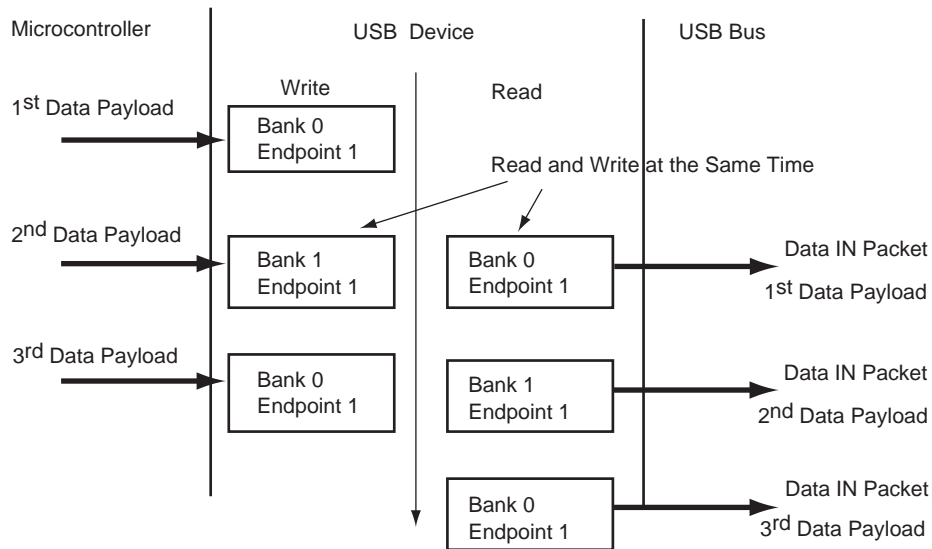 Microcontroller
USB Device
USB Bus
Write
Read
1st Data Payload
Bank 0
Endpoint 1
Read and Write at the Same Time
2nd Data Payload
Bank 1
Endpoint 1
Bank 0
Endpoint 1
Data IN Packet
1st Data Payload
3rd Data Payload
Bank 0
Endpoint 1
Bank 1
Endpoint 1
Data IN Packet
2nd Data Payload
Bank 0
Endpoint 1
Data IN Packet
3rd Data Payload